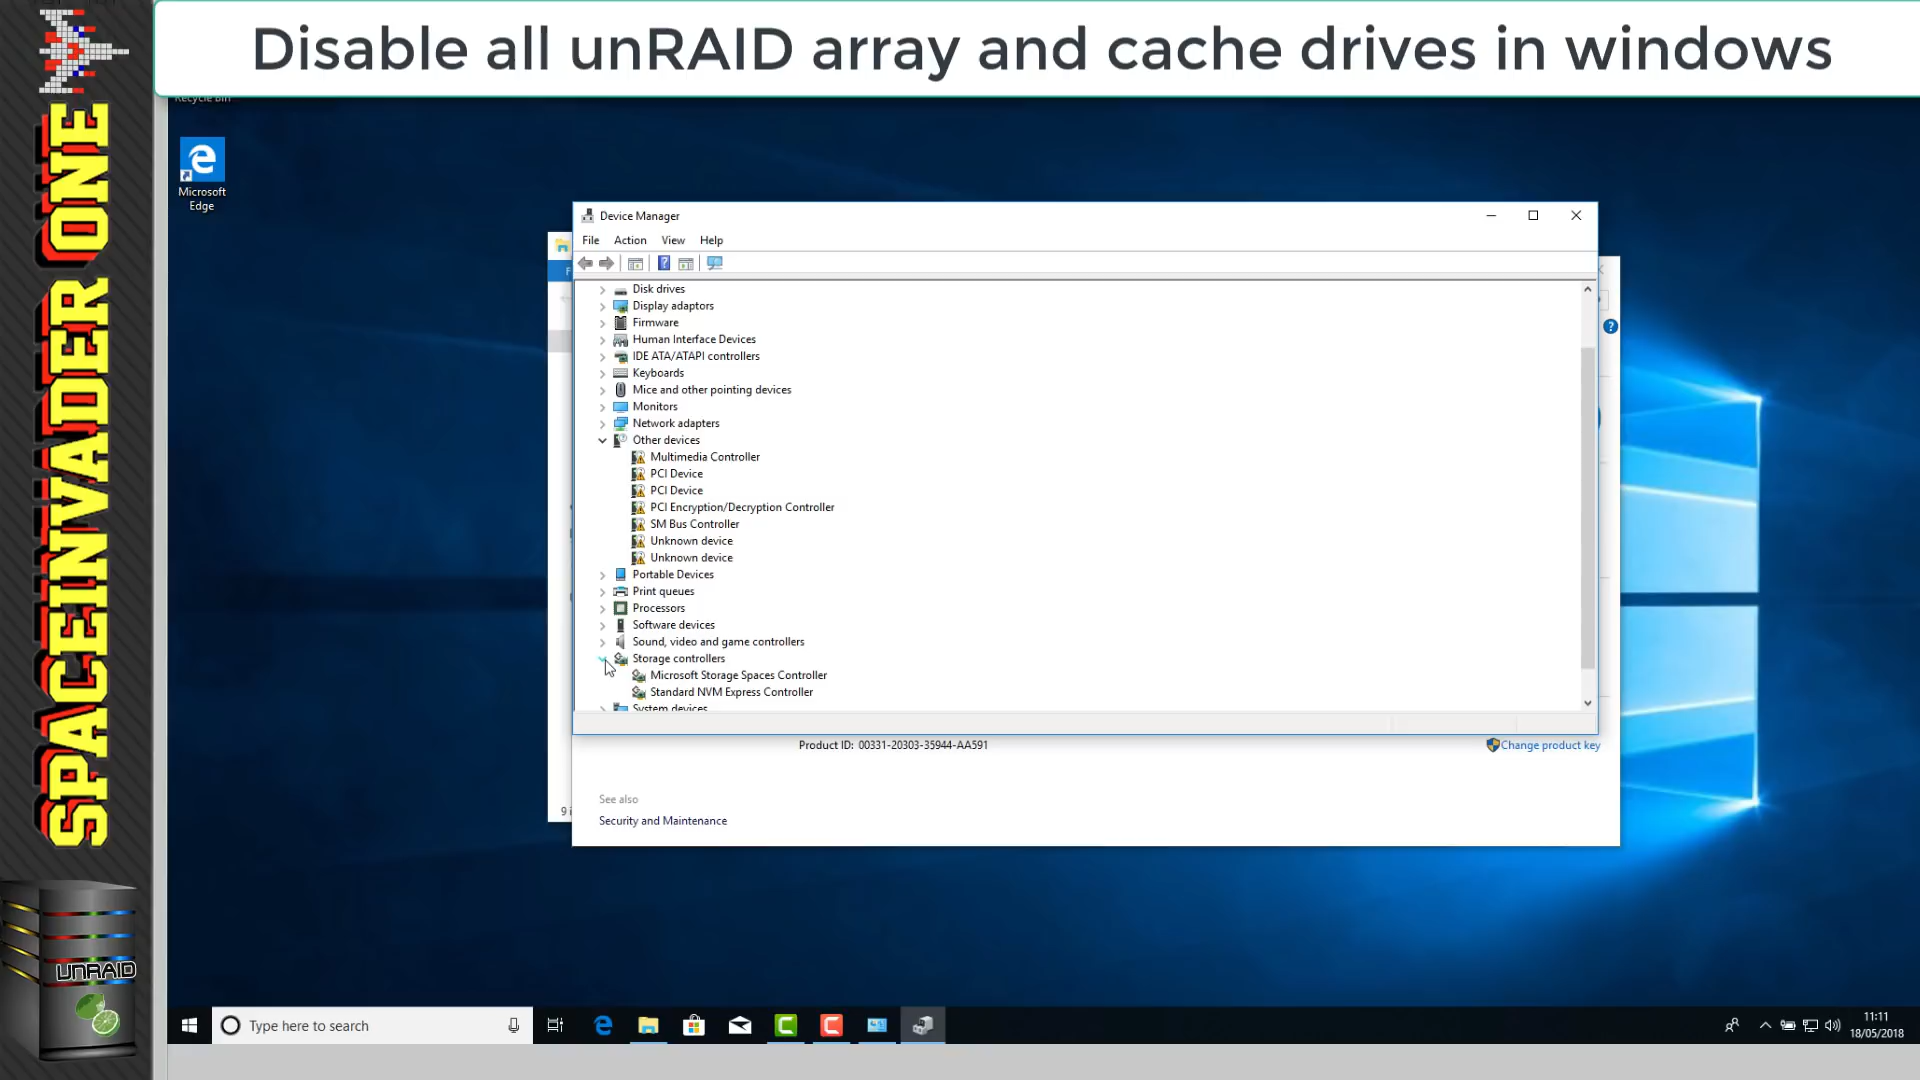 Disable all unRAID array and cache drives in windows
SPACEINVADER ONE
Recycle Bin
Microsoft
Edge
Device Manager
File Action View Help
Disk drives
Display adaptors
Firmware
Human Interface Devices
IDE ATA/ATAPI controllers
Keyboards
Mice and other pointing devices
Monitors
Network adapters
Other devices
Multimedia Controller
PCI Device
PCI Device
PCI Encryption/Decryption Controller
SM Bus Controller
Unknown device
Unknown device
Portable Devices
Print queues
Processors
Software devices
Sound, video and game controllers
Storage controllers
Microsoft Storage Spaces Controller
Standard NVM Express Controller
System devices
Product ID: 00331-20303-35944-AA591
Change product key
See also
Security and Maintenance
9 i
UNRAID
Type here to search
11:11
18/05/2018